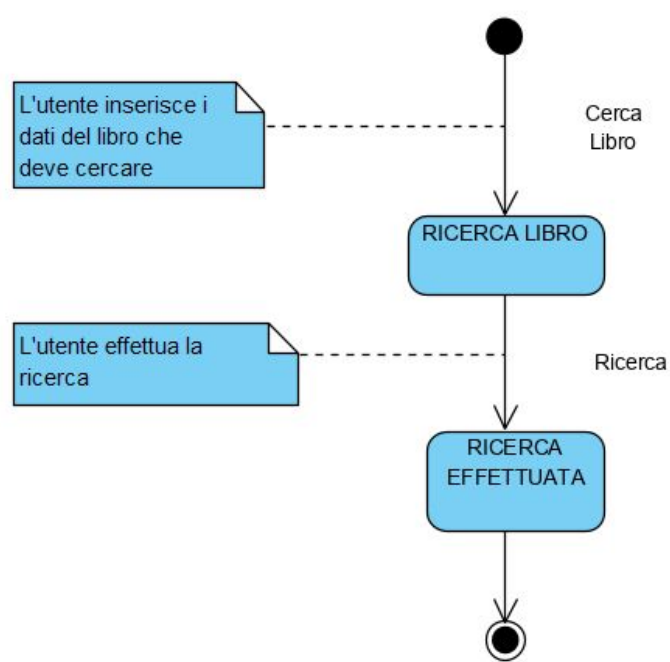 L'utente inserisce i
dati del libro che
deve cercare
Cerca
Libro
RICERCA LIBRO
L'utente effettua la
ricerca
Ricerca
RICERCA
EFFETTUATA